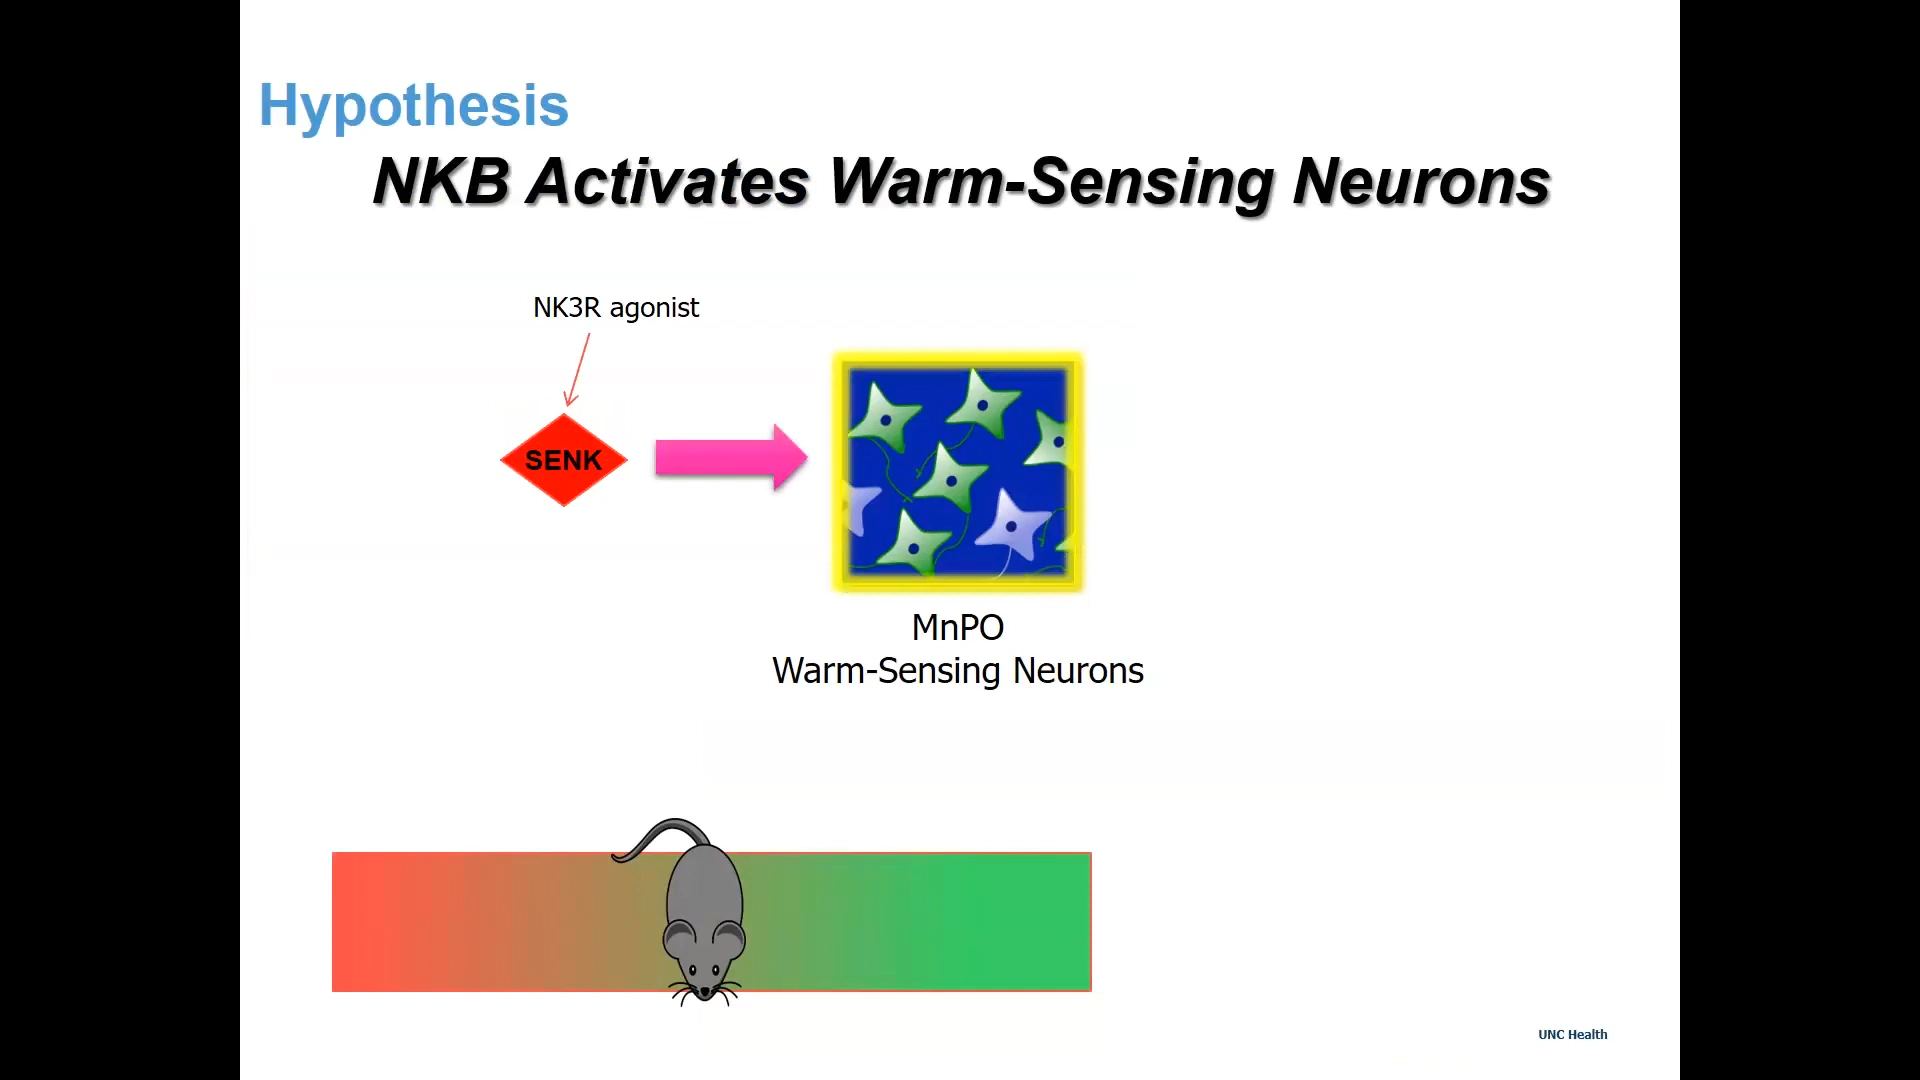 Hypothesis
NKB Activates Warm-Sensing Neurons
NK3R agonist
SENK
MnPO
Warm-Sensing Neurons
UNC Health